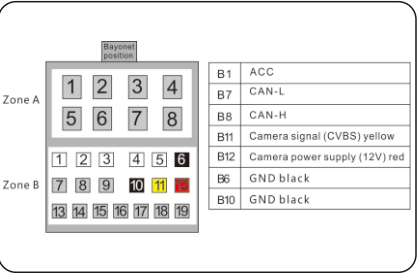 Bayonet
position
Zone A
1 2 3 4
5 6 7 8
Zone B
1 2 3 4 5 6
7 8 9 10 11 12
13 14 15 16 17 18 19
B1 ACC
B7 CAN-L
B8 CAN-H
B11 Camera signal (CVBS) yellow
B12 Camera power supply (12V) red
B6 GND black
B10 GND black